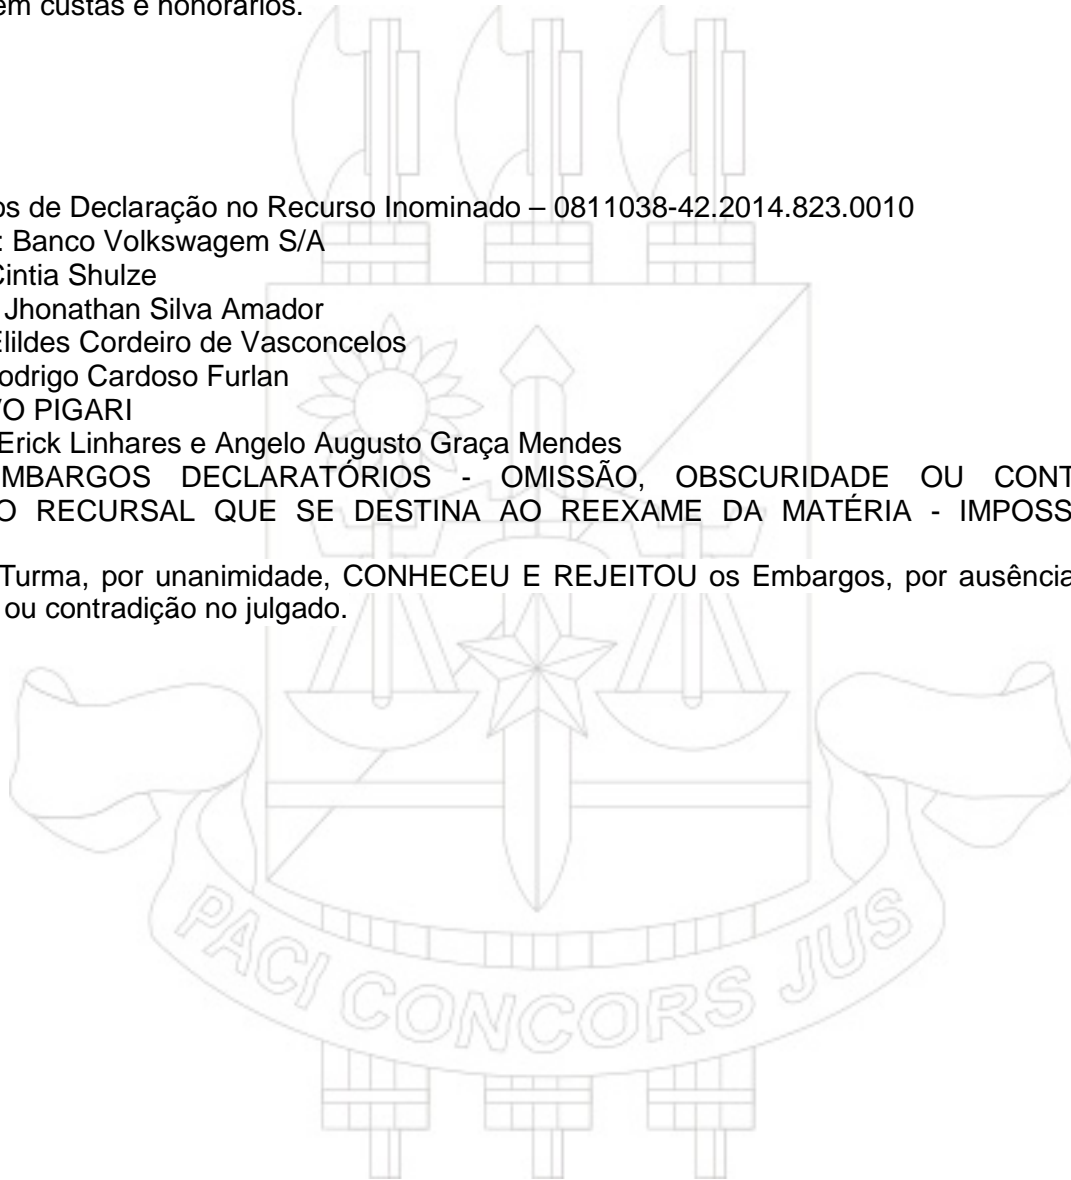 em custas e honorários.
os de Declaração no Recurso Inominado – 0811038-42.2014.823.0010
: Banco Volkswagem S/A
Cintia Shulze
Jhonathan Silva Amador
Elildes Cordeiro de Vasconcelos
odrigo Cardoso Furlan
VO PIGARI
Erick Linhares e Angelo Augusto Graça Mendes
MBARGOS DECLARATÓRIOS - OMISSÃO, OBSCURIDADE OU CONT
O RECURSAL QUE SE DESTINA AO REEXAME DA MATÉRIA - IMPOSS
Turma, por unanimidade, CONHECEU E REJEITOU os Embargos, por ausência
ou contradição no julgado.
PACI CONCORS JUS